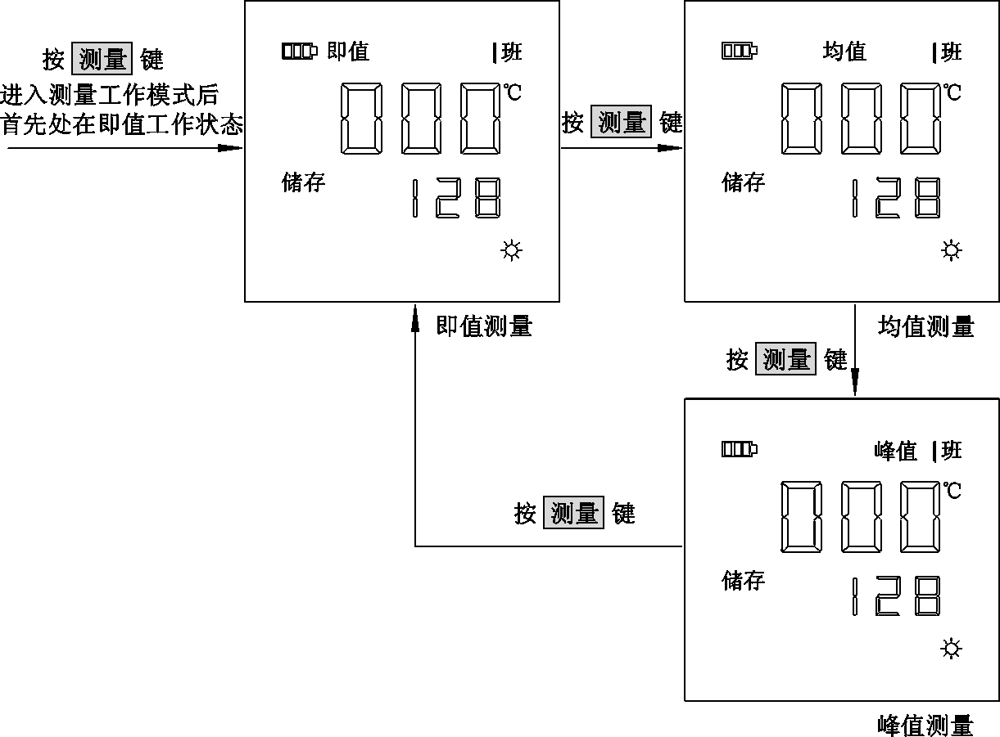 按 测量 键
进入测量工作模式后
首先处在即值工作状态
即值 1班
000℃
储存 128
即值测量
按 测量 键
均值 1班
000℃
储存 128
均值测量
按 测量 键
峰值 1班
000℃
储存 128
峰值测量
按 测量 键